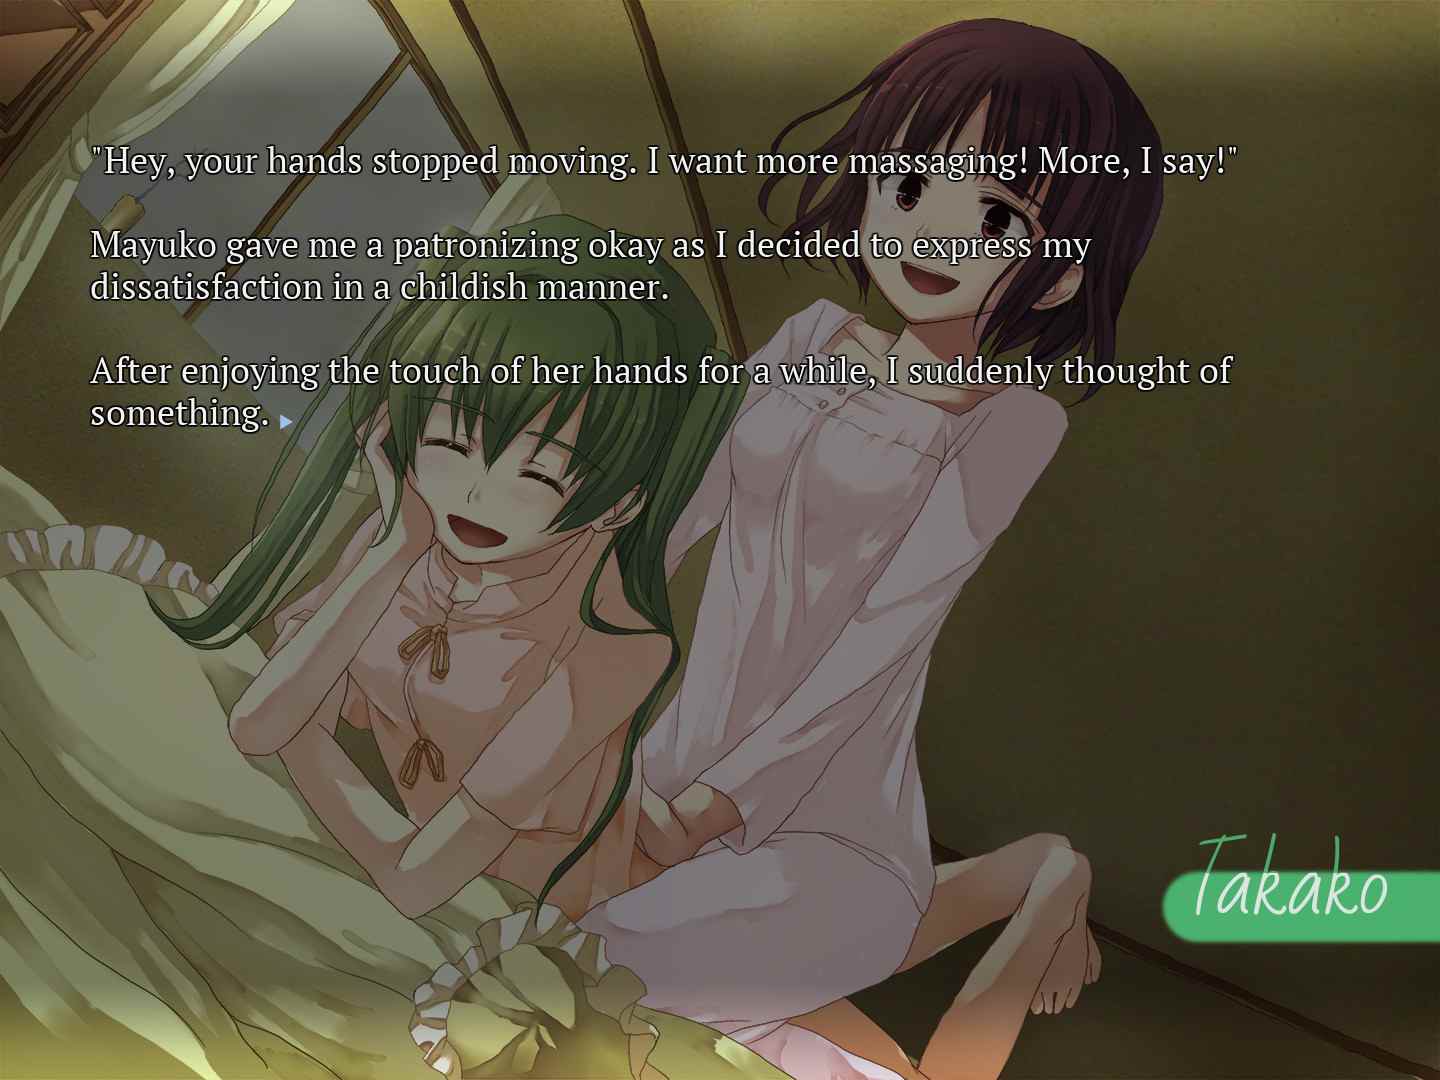 "Hey, your hands stopped moving. I want more massaging! More, I say!"
Mayuko gave me a patronizing okay as I decided to express my
dissatisfaction in a childish manner.
After enjoying the touch of her hands for a while, I suddenly thought of
something.
Takako